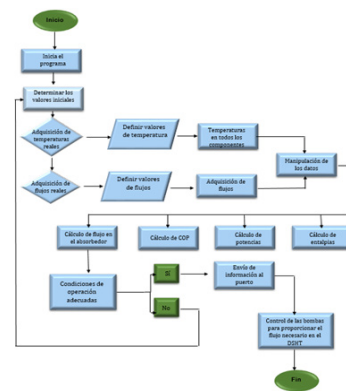 Inicio
Inicia el
programa
Determinar los
valores iniciales
Adquisición de
temperaturas
reales
Definir valores
de temperatura
Temperaturas
en todos los
componentes
Manipulación de
los datos
Adquisición de
flujos reales
Definir valores
de flujos
Adquisición de
flujos
Cálculo de flujo en
el absorbedor
Cálculo de COP
Cálculo de
potencias
Cálculo de
entalpias
Condiciones de
operación
adecuadas
Sí
Envío de
información al
puerto
No
Control de las bombas
para proporcionar el
flujo necesario en el
DSHT
Fin